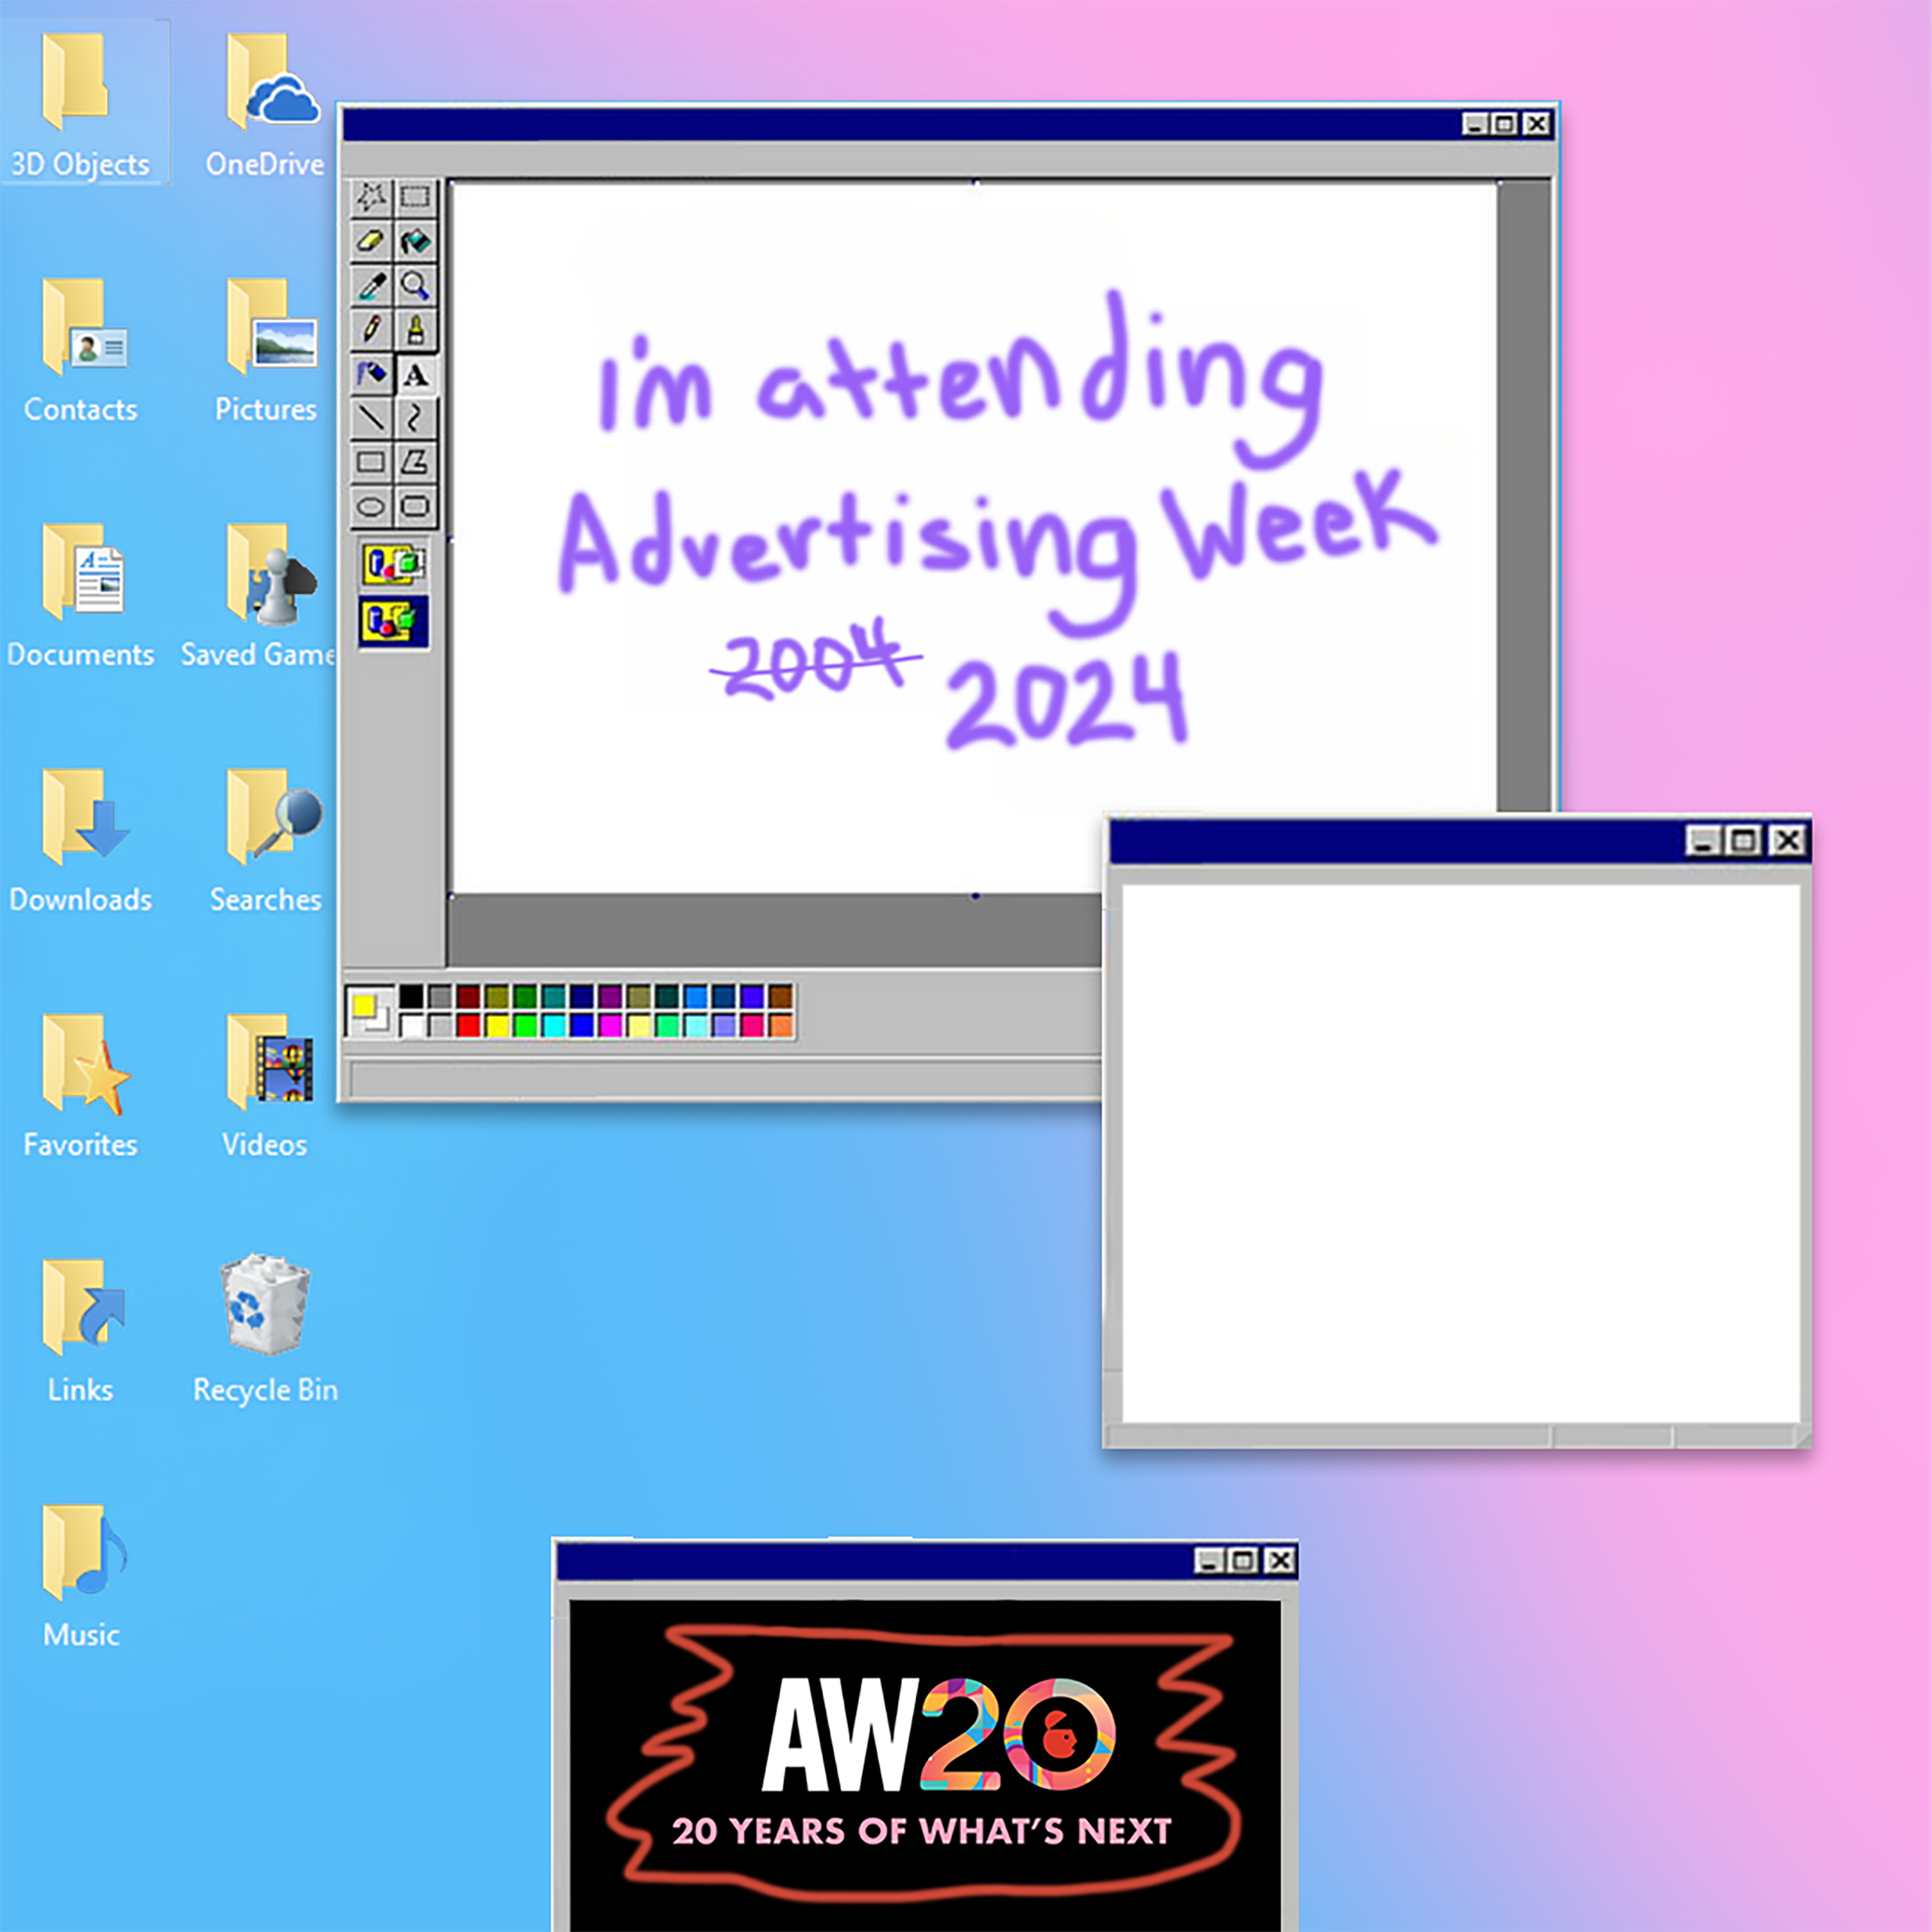 3D Objects
OneDrive
Contacts
Pictures
Documents
Saved Game
Downloads
Searches
Favorites
Videos
Links
Recycle Bin
Music
A
I'm attending
Advertising Week
2004 2024
AW20
20 YEARS OF WHAT'S NEXT